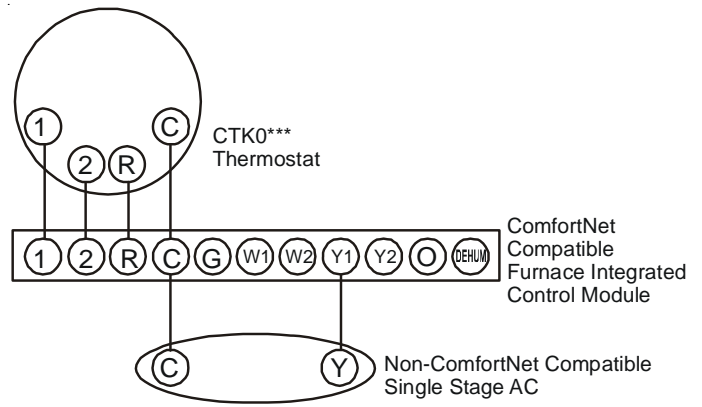 1 C
2 R
CTK0***
Thermostat
1 2 R C G W1 W2 Y1 Y2 O DEHUM
ComfortNet
Compatible
Furnace Integrated
Control Module
C Y
Non-ComfortNet Compatible
Single Stage AC